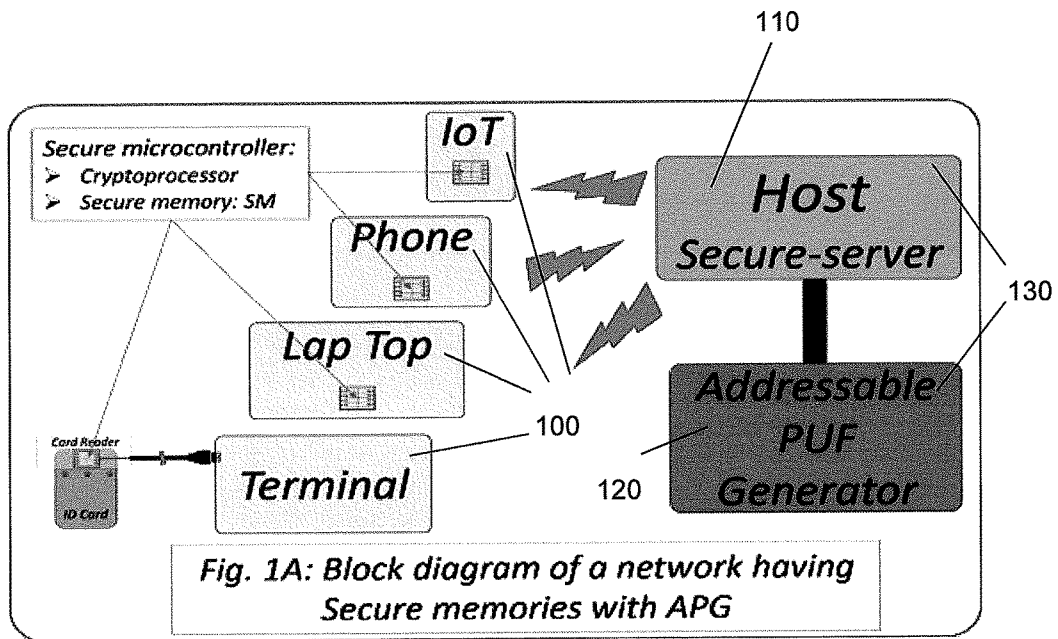 110
Secure microcontroller:
➤ Cryptoprocessor
➤ Secure memory: SM
IoT
Phone
Lap Top
Card Reader
ID Card
Terminal
100
Host
Secure-server
130
Addressable
PUF
Generator
120
Fig. 1A: Block diagram of a network having
Secure memories with APG